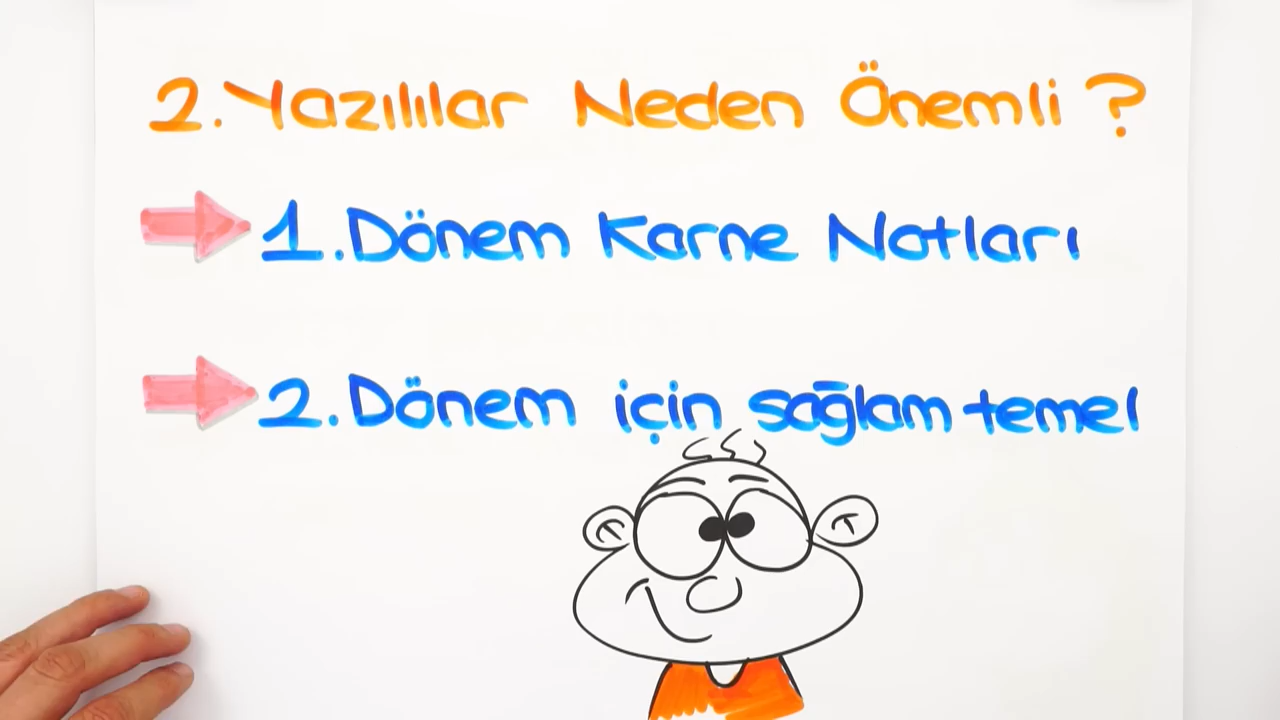 2. Yazılılar Neden Önemli ?
1. Dönem Karne Notları
2. Dönem için sağlam temel